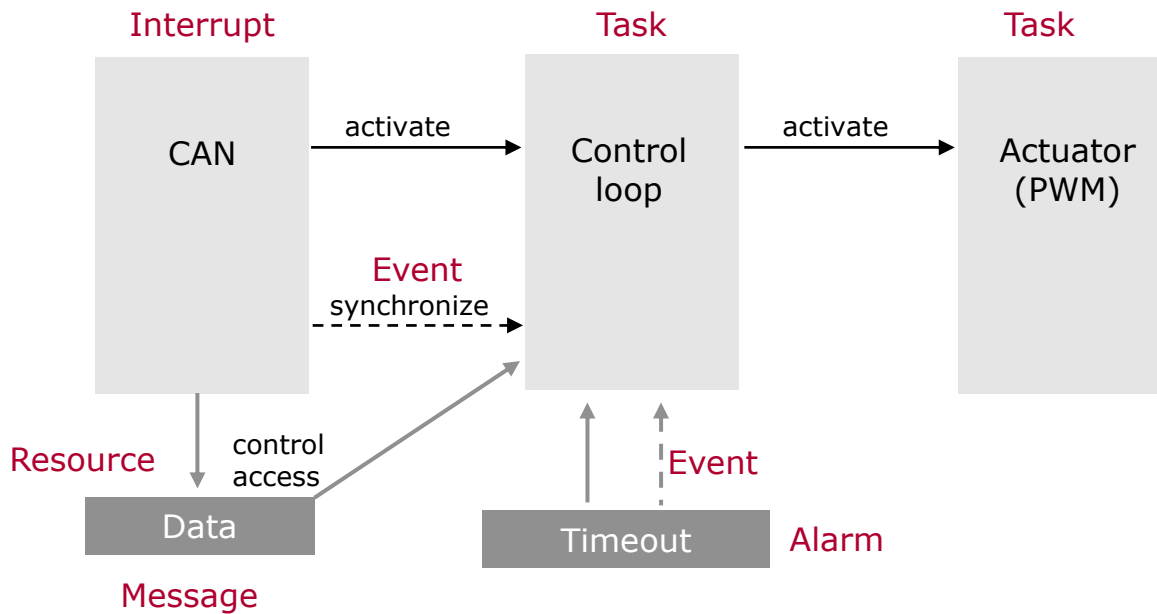 Interrupt
Task
Task
CAN
activate
Control
loop
activate
Actuator
(PWM)
Event
synchronize
Resource
control
access
Event
Data
Timeout
Alarm
Message